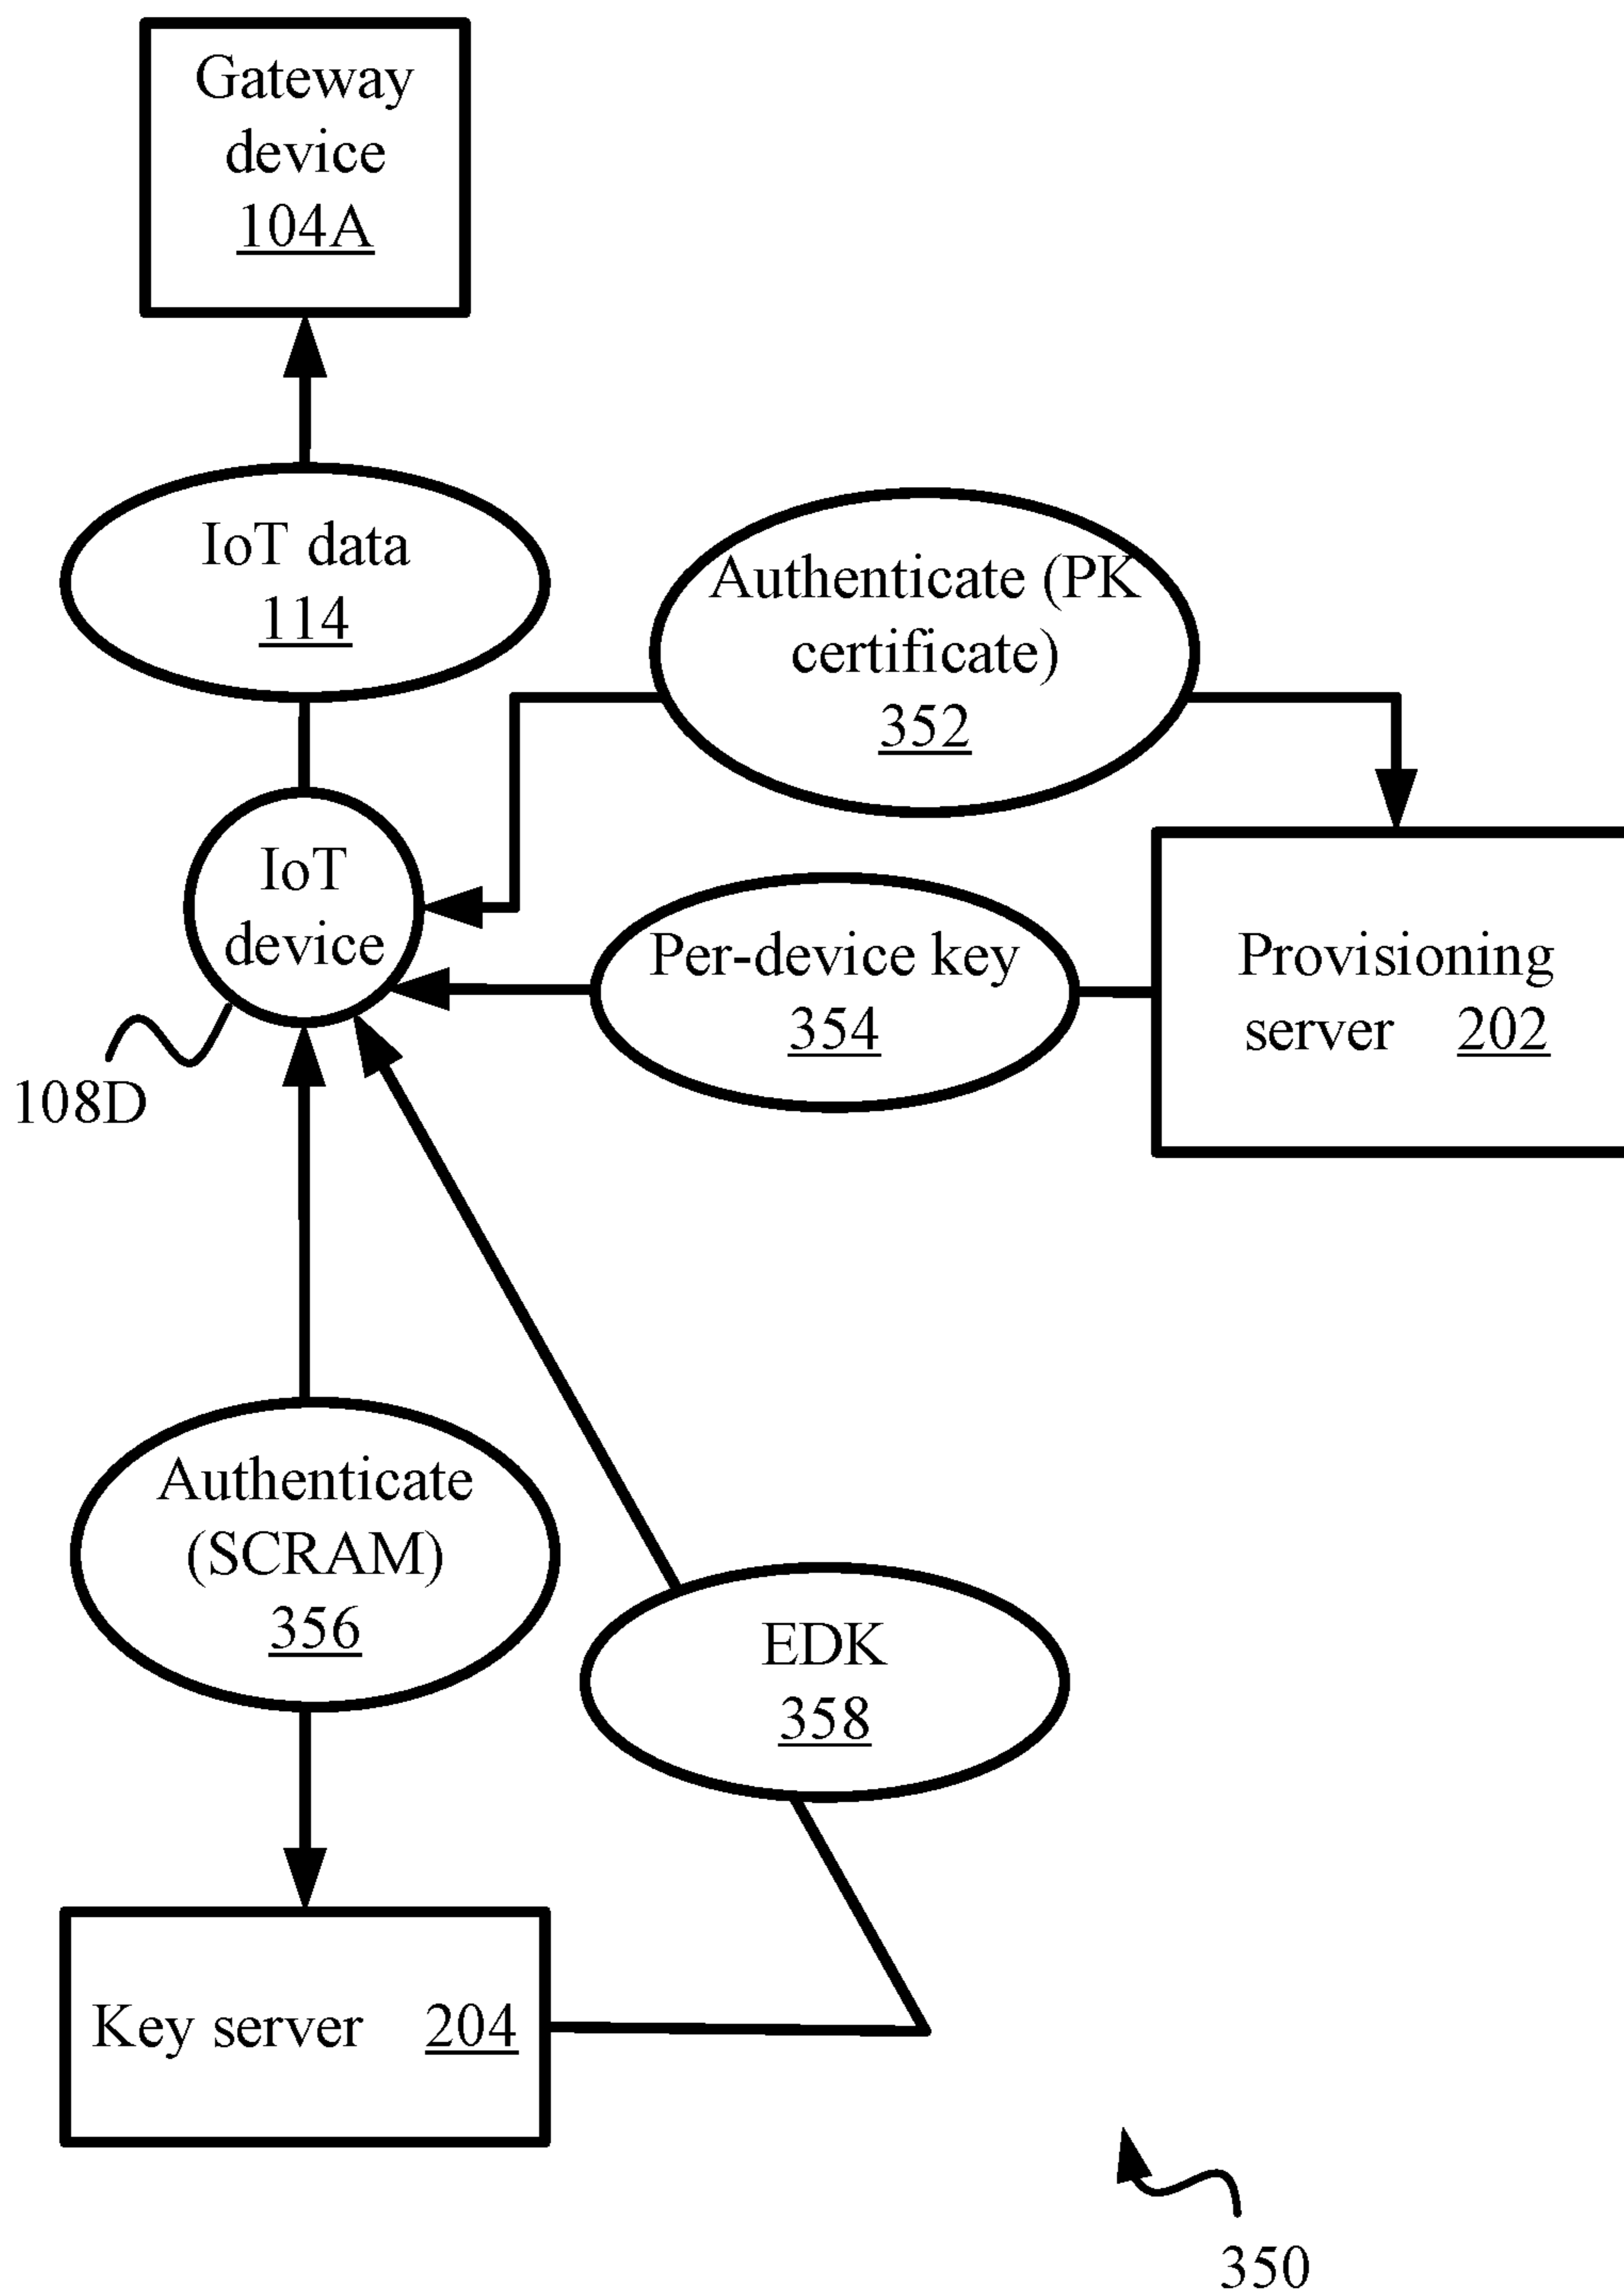 Gateway
device
104A
IoT data
114
Authenticate (PK
certificate)
352
IoT
device
Per-device key
354
Provisioning
server 202
108D
Authenticate
(SCRAM)
356
EDK
358
Key server 204
350